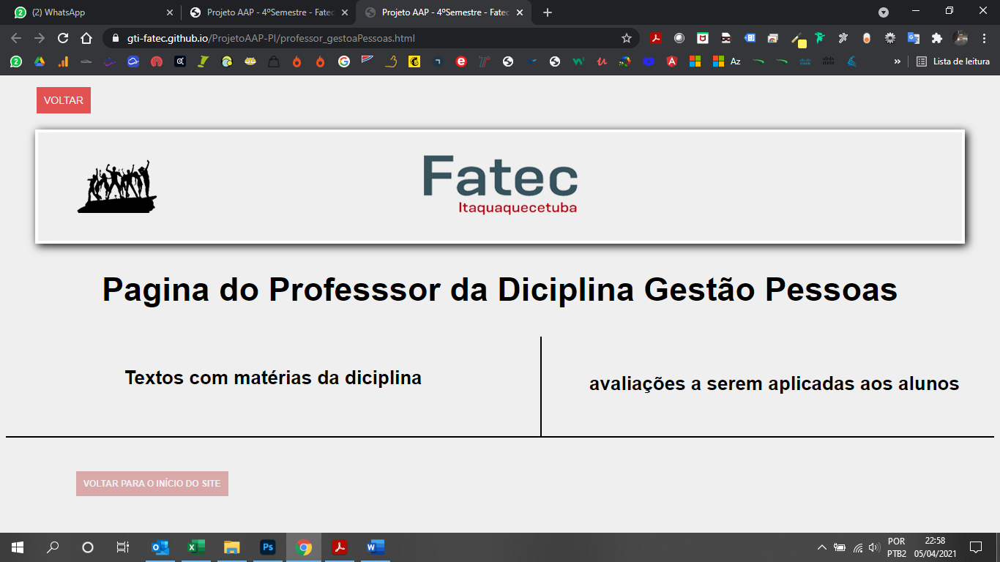 (2) WhatsApp
Projeto AAP - 4ºSemestre - Fatec
Projeto AAP - 4ºSemestre - Fatec
gti-fatec.github.io/ProjetoAAP-PI/professor_gestoaPessoas.html
Az
»
Lista de leitura
VOLTAR
Fatec
Itaquaquecetuba
Pagina do Professsor da Diciplina Gestão Pessoas
Textos com matérias da diciplina
avaliações a serem aplicadas aos alunos
VOLTAR PARA O INÍCIO DO SITE
POR
PTB2
22:58
05/04/2021